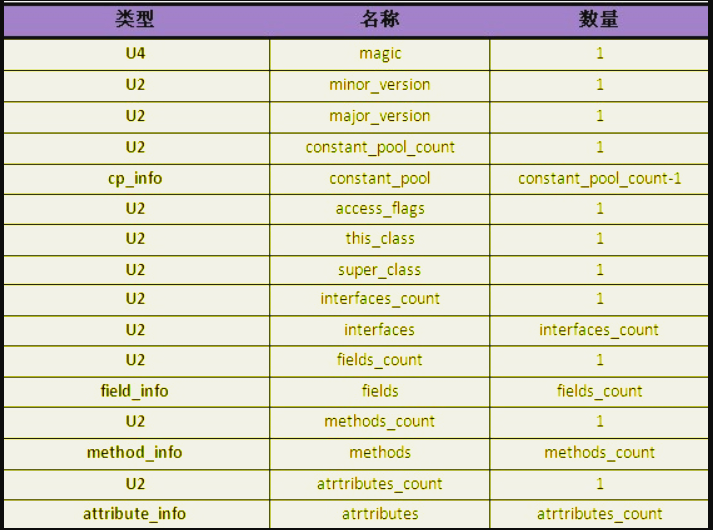 类型 名称 数量
U4 magic 1
U2 minor_version 1
U2 major_version 1
U2 constant_pool_count 1
cp_info constant_pool constant_pool_count-1
U2 access_flags 1
U2 this_class 1
U2 super_class 1
U2 interfaces_count 1
U2 interfaces interfaces_count
U2 fields_count 1
field_info fields fields_count
U2 methods_count 1
method_info methods methods_count
U2 atrtributes_count 1
attribute_info atrtributes atrtributes_count